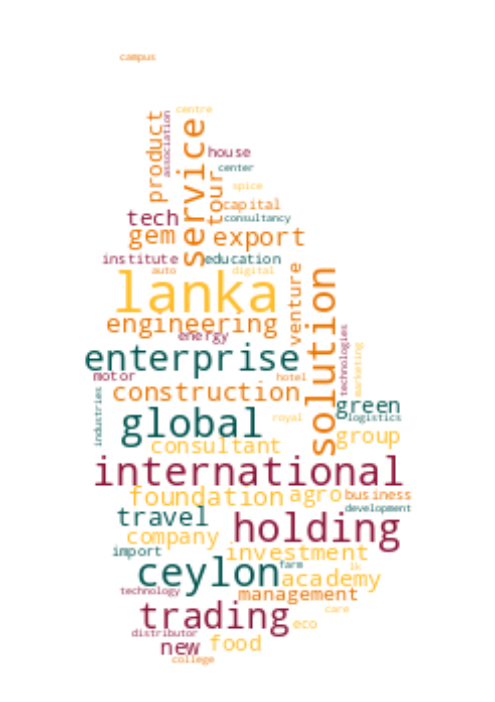 campus
centre
product
association
service
house
center
spice
tour
capital
tech
consultancy
gem
export
institute
education
auto
digital
lanka
venture
solution
engineering
energy
technologies
marketing
enterprise
motor
hotel
construction
industries
green
global
royal
logistics
consultant
group
international
foundation
agro
business
development
travel
holding
company
import
investment
farm
lk
ceylon
academy
technology
management
trading
care
eco
distributor
new
food
college